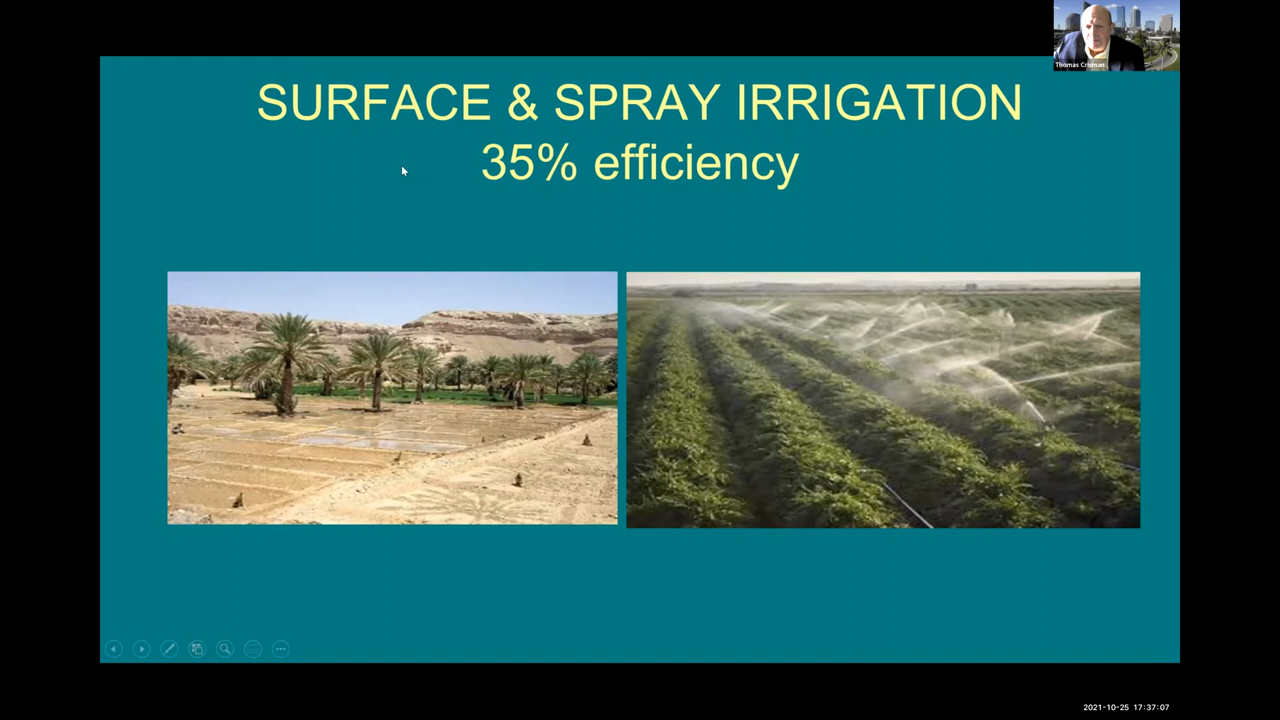 Thomas Crisman
SURFACE & SPRAY IRRIGATION
35% efficiency
2021-10-25 17:37:07